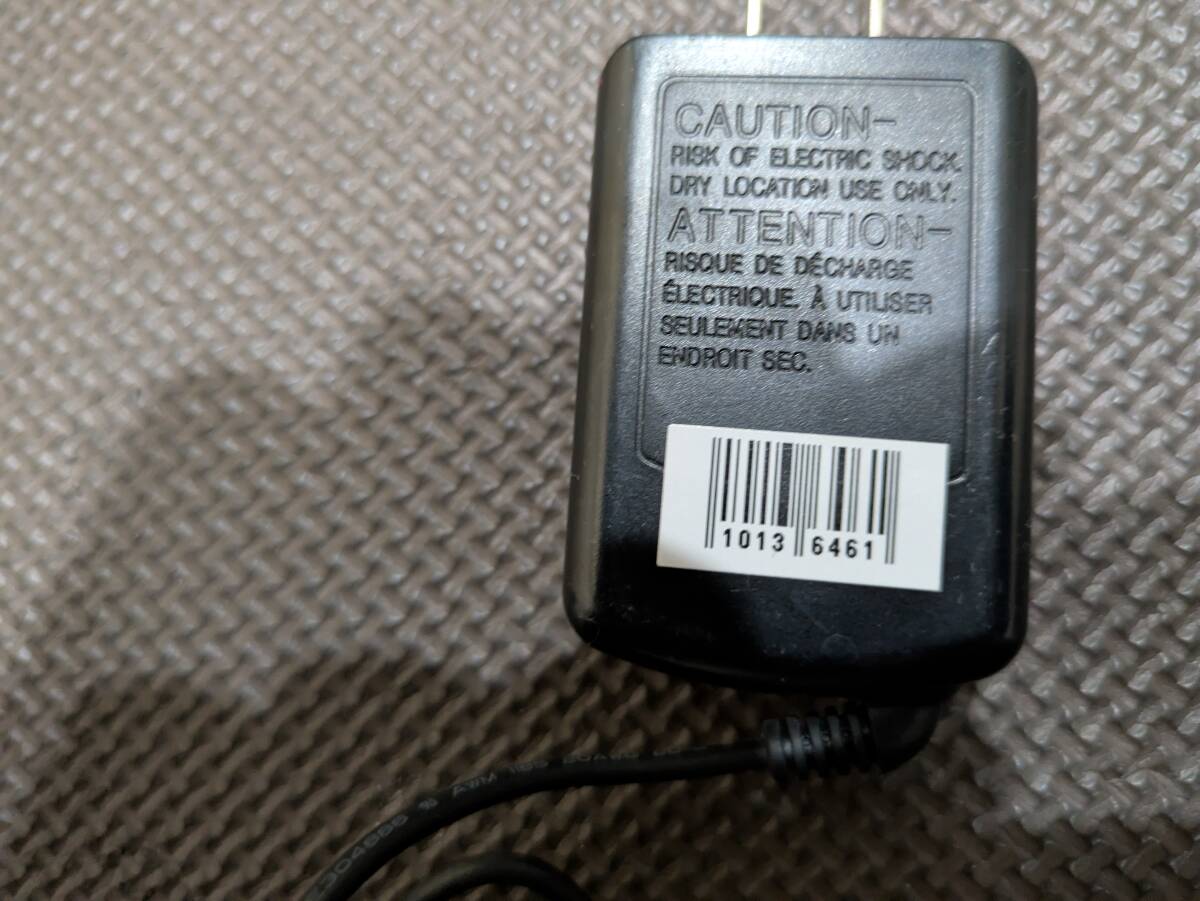 CAUTION-
RISK OF ELECTRIC SHOCK.
DRY LOCATION USE ONLY.
ATTENTION-
RISQUE DE DÉCHARGE
ÉLECTRIQUE. À UTILISER
SEULEMENT DANS UN
ENDROIT SEC.
1013 6461
AWM